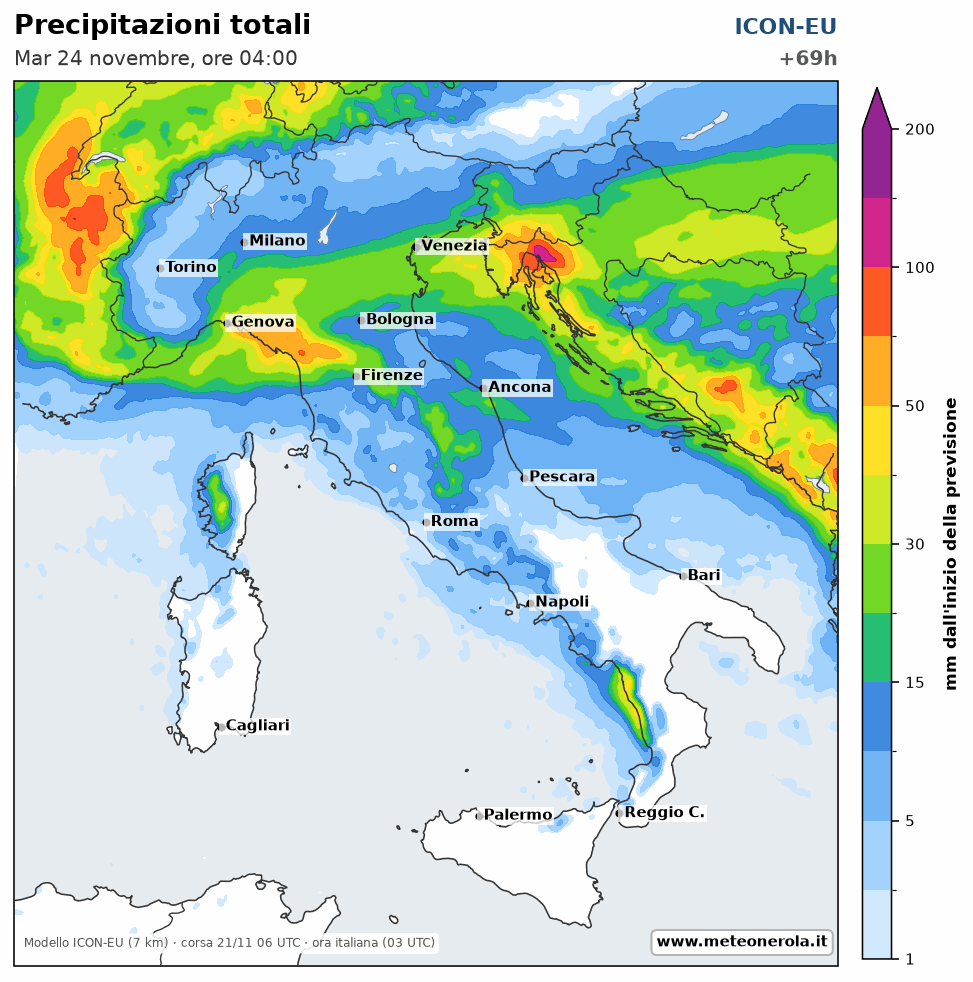 Precipitazioni totali
ICON-EU
Mar 24 novembre, ore 04:00
+69h
200
100
50
30
15
5
1
mm dall'inizio della previsione
Milano
Venezia
Torino
Genova
Bologna
Firenze
Ancona
Pescara
Roma
Bari
Napoli
Cagliari
Palermo
Reggio C.
Modello ICON-EU (7 km) · corsa 21/11 06 UTC · ora italiana (03 UTC)
www.meteonerola.it